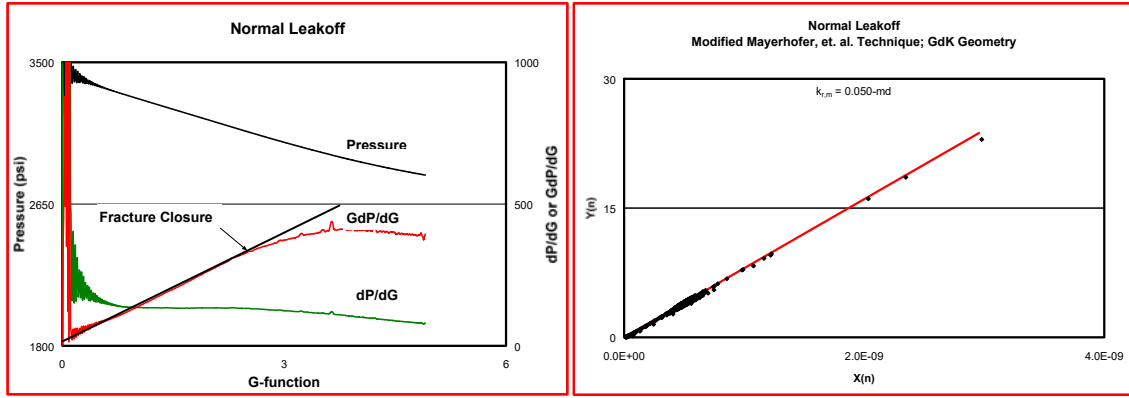 Normal Leakoff
3500
1000
Pressure
2650
500
Fracture Closure
GdP/dG
dP/dG
1800
0
0
3
6
G-function
Pressure (psi)
dP/dG or GdP/dG
Normal Leakoff
Modified Mayerhofer, et. al. Technique; GdK Geometry
30
kr,m = 0.050-md
15
0
0.0E+00
2.0E-09
4.0E-09
X(n)
Y(n)